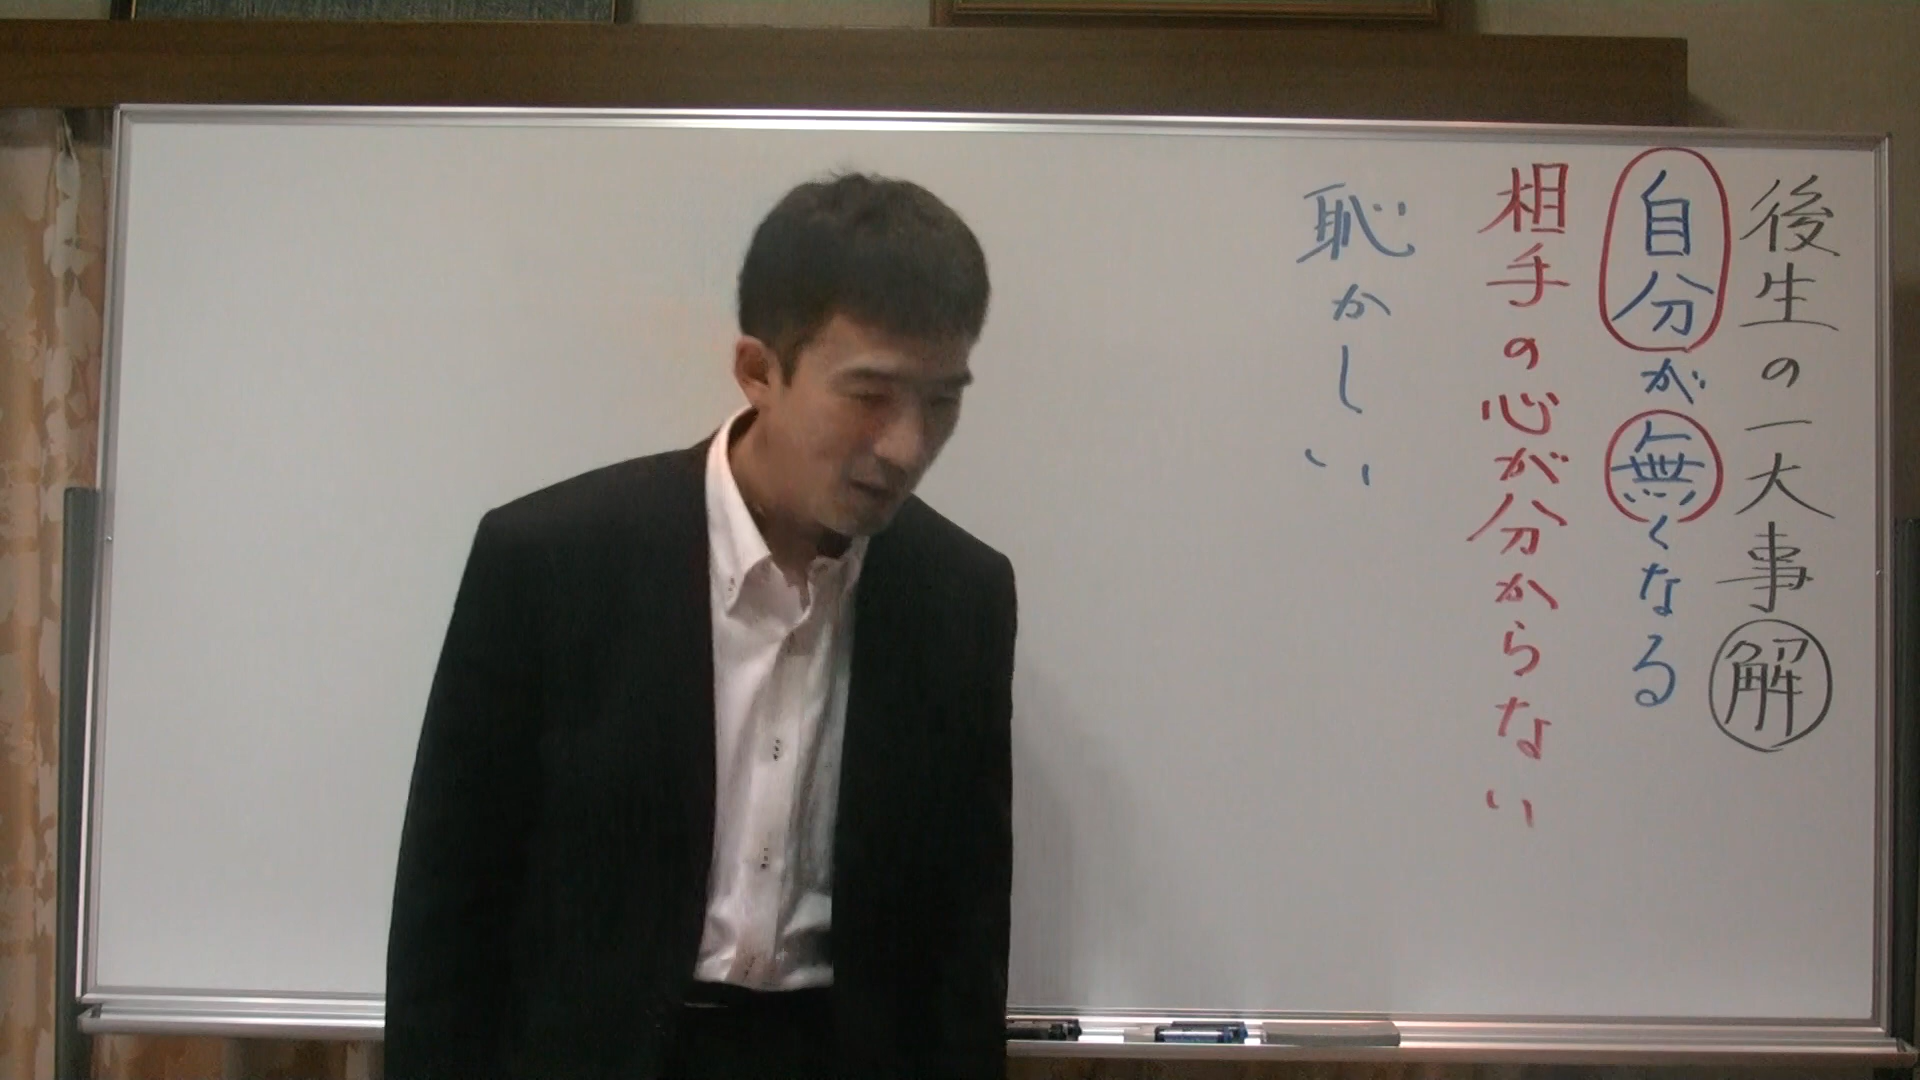 後生の一大事解
自分が無くなる
相手の心が分からない
恥かしい